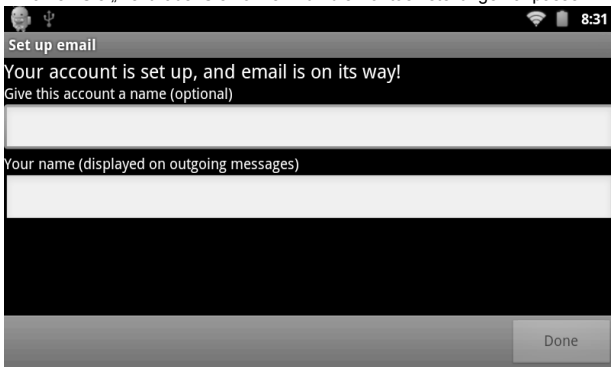 8:31
Set up email
Your account is set up, and email is on its way!
Give this account a name (optional)
Your name (displayed on outgoing messages)
Done